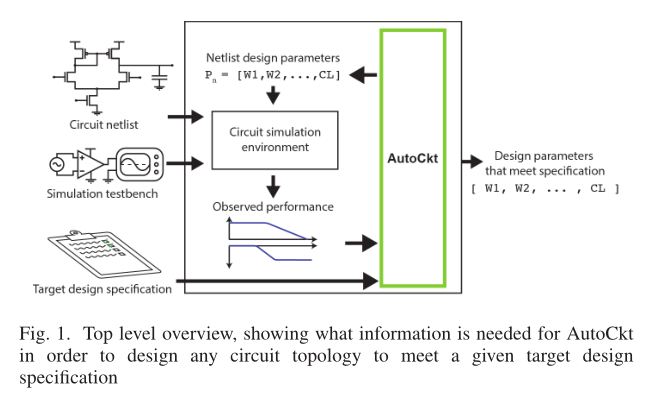 Netlist design parameters
Pn = [W1,W2,...,CL]
Circuit netlist
Circuit simulation
environment
AutoCkt
Design parameters
that meet specification
[ W1, W2, ... , CL ]
Simulation testbench
Observed performance
Target design specification
Fig. 1. Top level overview, showing what information is needed for AutoCkt
in order to design any circuit topology to meet a given target design
specification